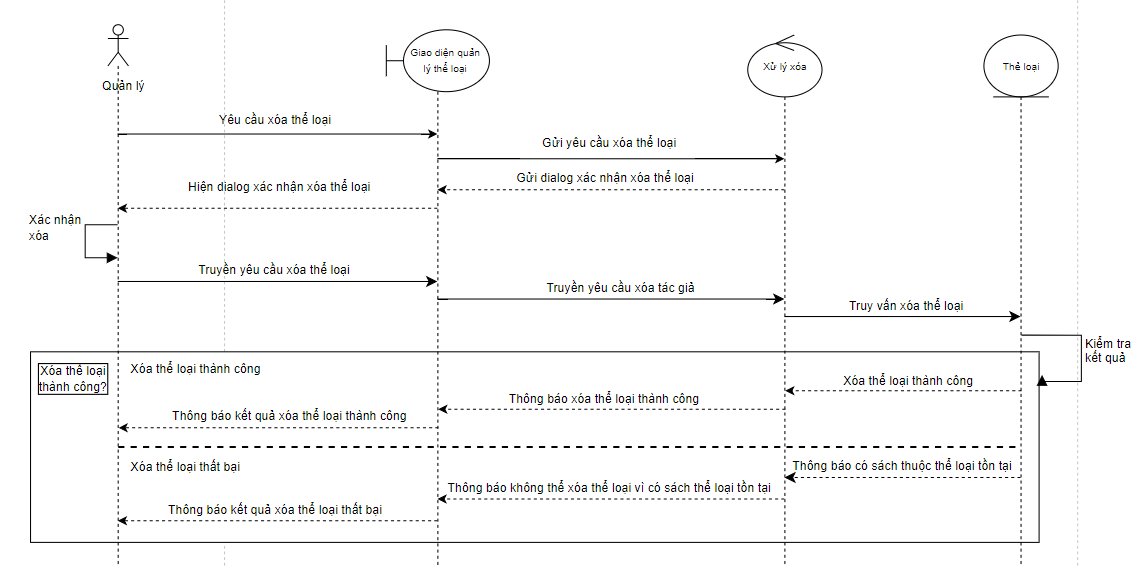 Quản lý
Giao diện quản
lý thể loại
Xử lý xóa
Thẻ loại
Yêu cầu xóa thể loại
Gửi yêu cầu xóa thể loại
Gửi dialog xác nhận xóa thể loại
Hiện dialog xác nhận xóa thể loại
Xác nhận
xóa
Truyền yêu cầu xóa thể loại
Truyền yêu cầu xóa tác giả
Truy vấn xóa thể loại
Kiểm tra
kết quả
Xóa thể loại
thành công?
Xóa thể loại thành công
Xóa thể loại thành công
Thông báo xóa thể loại thành công
Thông báo kết quả xóa thể loại thành công
Xóa thể loại thất bại
Thông báo có sách thuộc thể loại tồn tại
Thông báo không thể xóa thể loại vì có sách thể loại tồn tại
Thông báo kết quả xóa thể loại thất bại